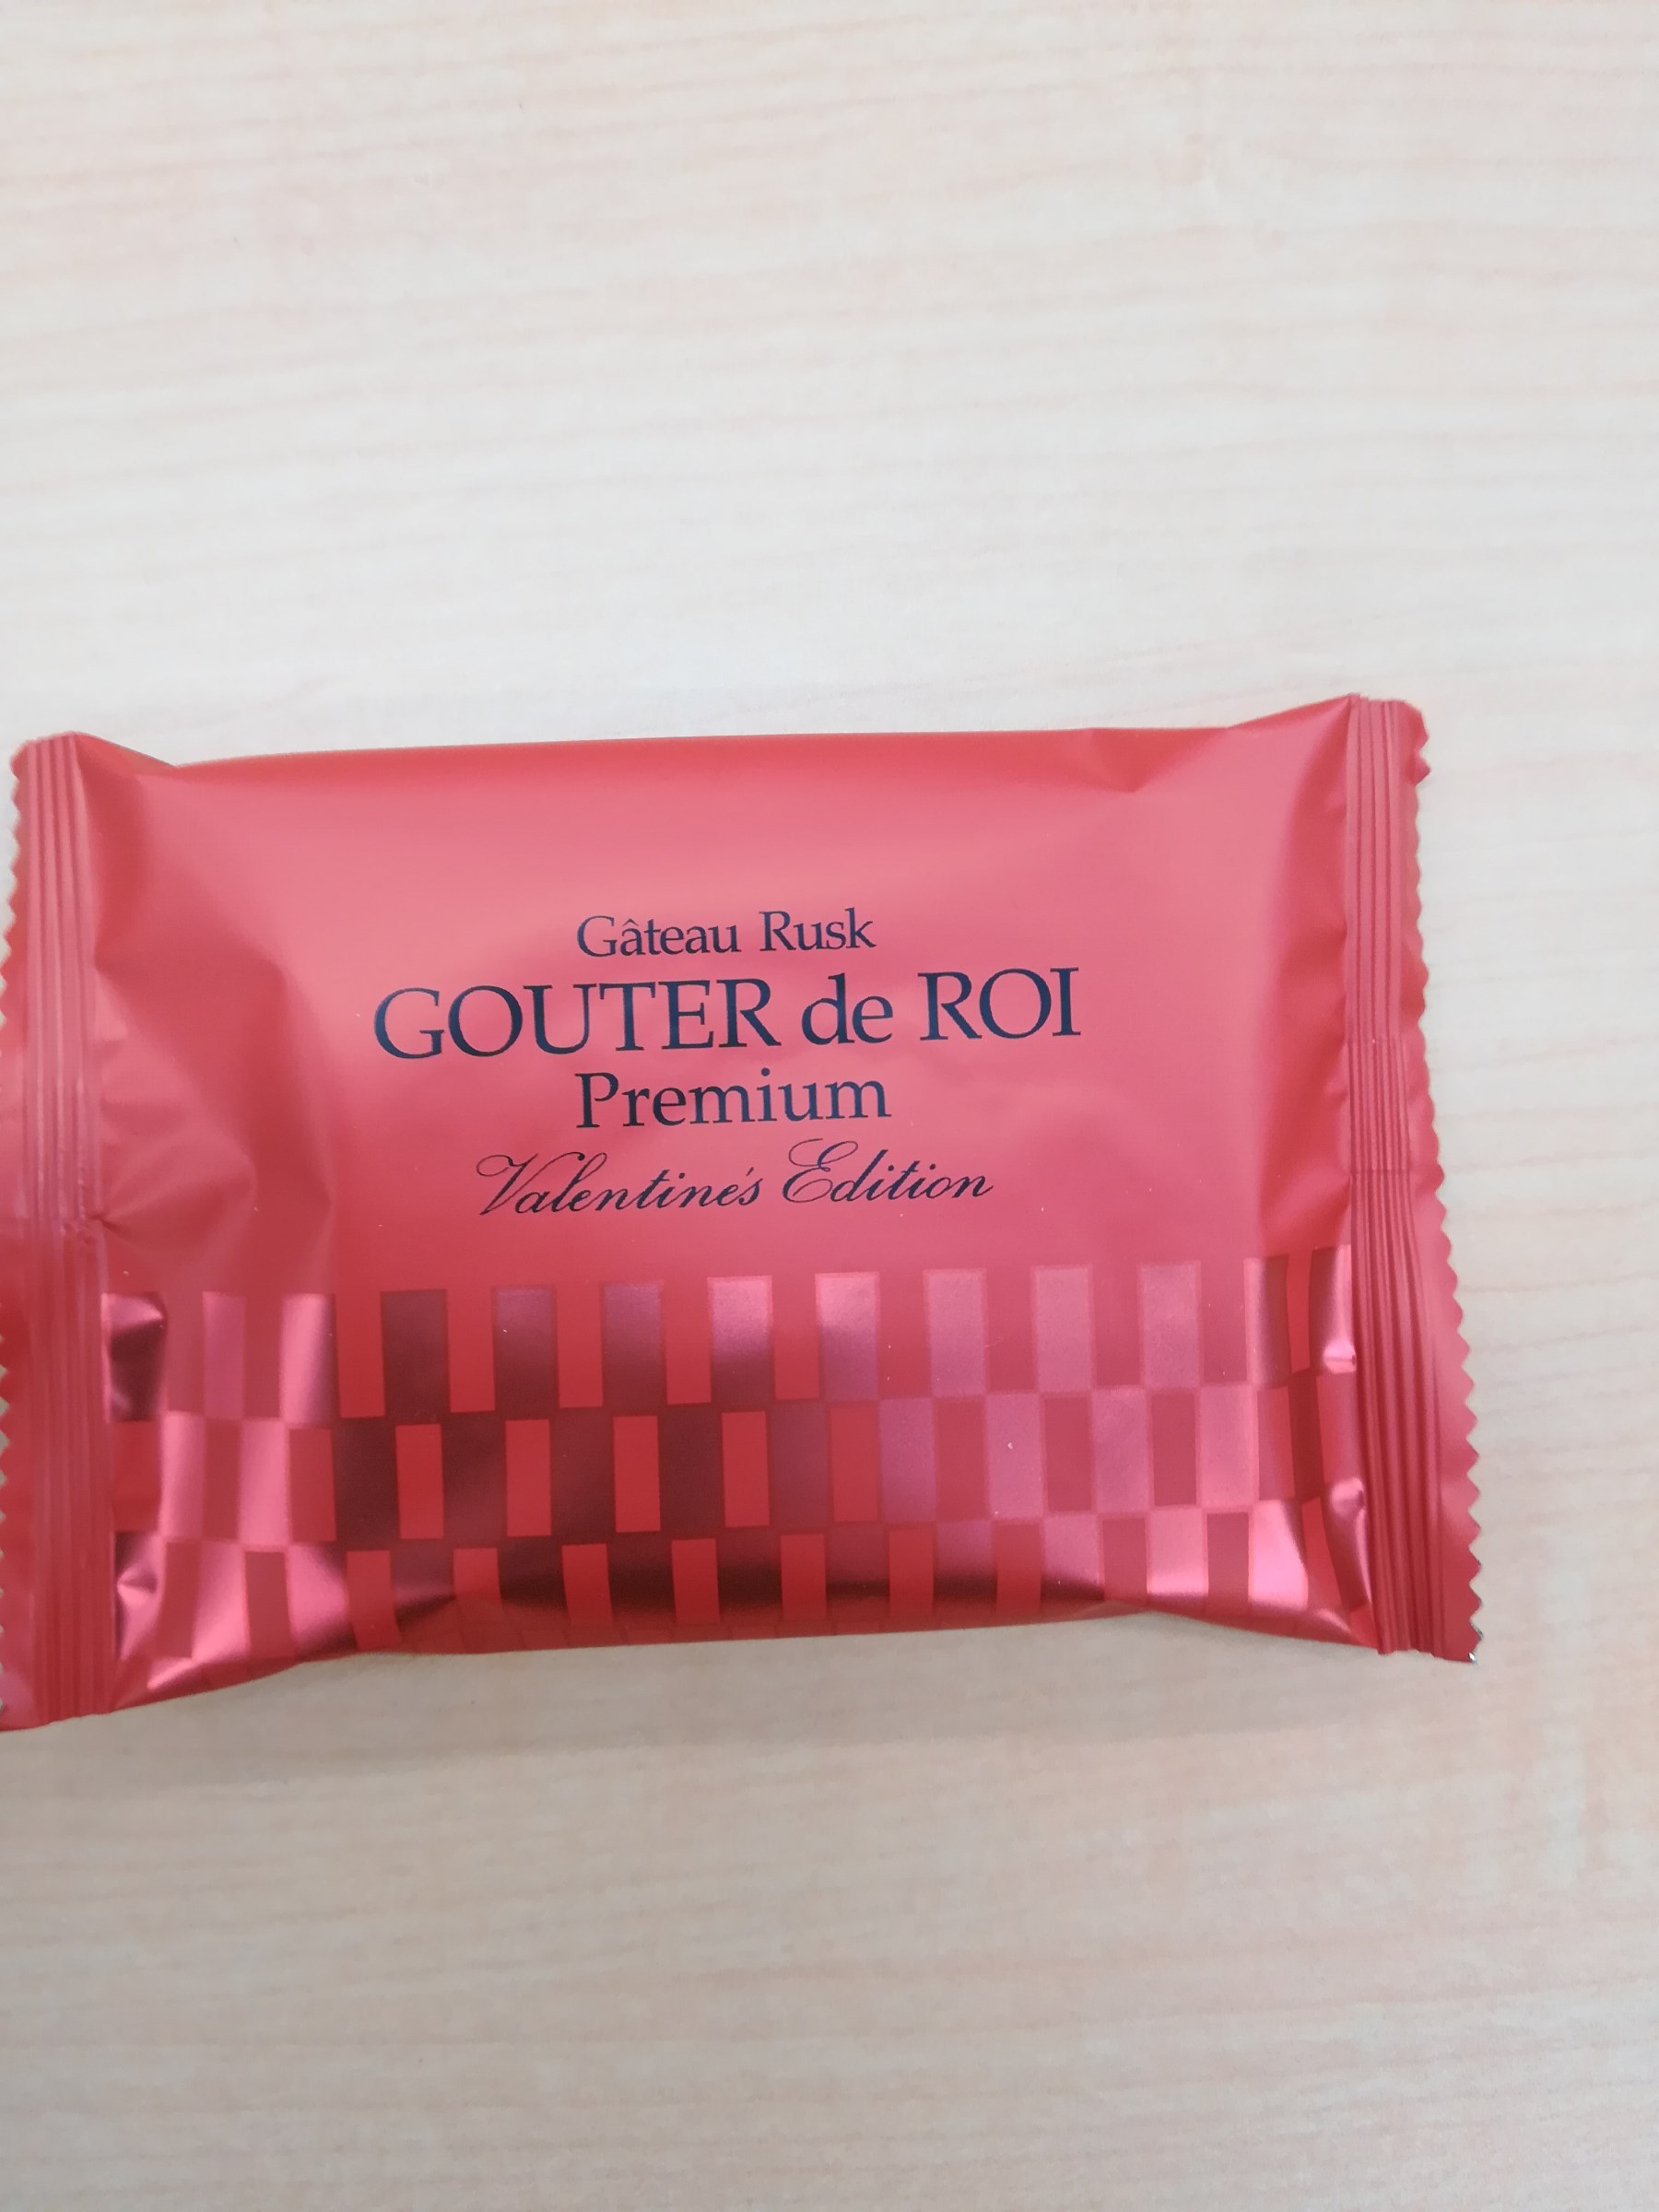 Gâteau Rusk
GOUTER de ROI
Premium
Valentine's Edition